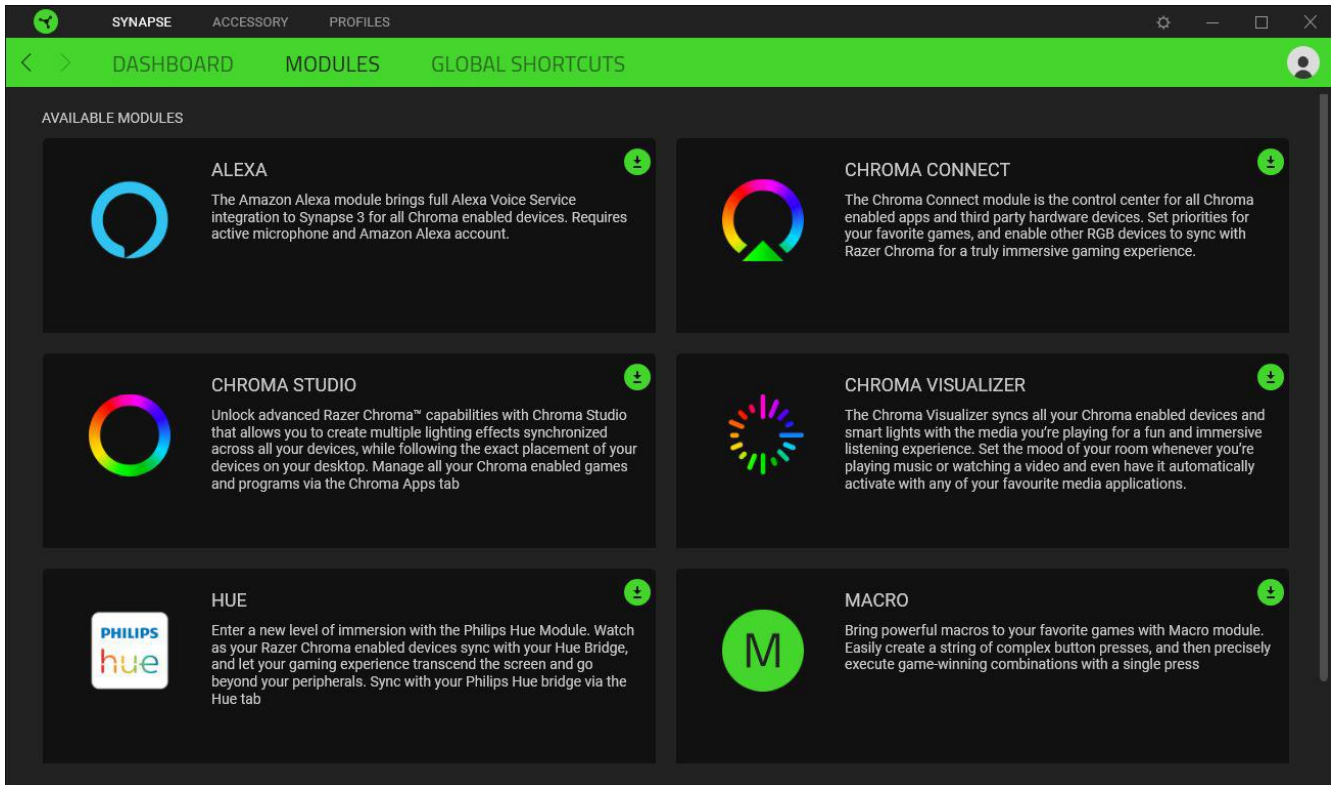 SYNAPSE ACCESSORY PROFILES
DASHBOARD MODULES GLOBAL SHORTCUTS
AVAILABLE MODULES
ALEXA
The Amazon Alexa module brings full Alexa Voice Service
integration to Synapse 3 for all Chroma enabled devices. Requires
active microphone and Amazon Alexa account.
CHROMA CONNECT
The Chroma Connect module is the control center for all Chroma
enabled apps and third party hardware devices. Set priorities for
your favorite games, and enable other RGB devices to sync with
Razer Chroma for a truly immersive gaming experience.
CHROMA STUDIO
Unlock advanced Razer Chroma™ capabilities with Chroma Studio
that allows you to create multiple lighting effects synchronized
across all your devices, while following the exact placement of your
devices on your desktop. Manage all your Chroma enabled games
and programs via the Chroma Apps tab
CHROMA VISUALIZER
The Chroma Visualizer syncs all your Chroma enabled devices and
smart lights with the media you're playing for a fun and immersive
listening experience. Set the mood of your room whenever you're
playing music or watching a video and even have it automatically
activate with any of your favourite media applications.
PHILIPS
hue
HUE
Enter a new level of immersion with the Philips Hue Module. Watch
as your Razer Chroma enabled devices sync with your Hue Bridge,
and let your gaming experience transcend the screen and go
beyond your peripherals. Sync with your Philips Hue bridge via the
Hue tab
M
MACRO
Bring powerful macros to your favorite games with Macro module.
Easily create a string of complex button presses, and then precisely
execute game-winning combinations with a single press